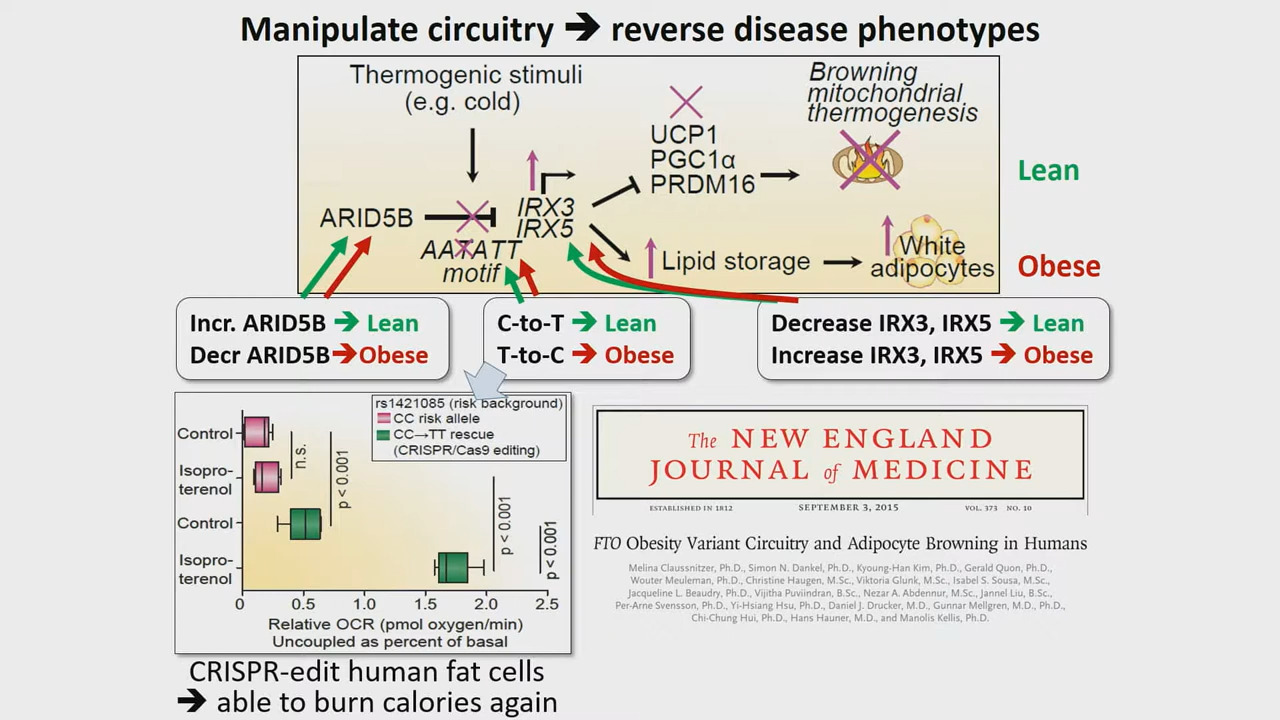 Manipulate circuitry ➔ reverse disease phenotypes
Thermogenic stimuli
(e.g. cold)
Browning
mitochondrial
thermogenesis
UCP1
PGC1α
PRDM16
Lean
ARID5B
IRX3
IRX5
AATATT
motif
Lipid storage
White
adipocytes
Obese
Incr. ARID5B ➔ Lean
Decr ARID5B➔Obese
C-to-T ➔ Lean
T-to-C ➔ Obese
Decrease IRX3, IRX5 ➔ Lean
Increase IRX3, IRX5 ➔ Obese
rs1421085 (risk background)
CC risk allele
CC→TT rescue
(CRISPR/Cas9 editing)
Control
Isopro-
terenol
Control
Isopro-
terenol
n.s.
p < 0.001
p < 0.001
p < 0.001
0 0.5 1.0 1.5 2.0 2.5
Relative OCR (pmol oxygen/min)
Uncoupled as percent of basal
CRISPR-edit human fat cells
➔ able to burn calories again
The NEW ENGLAND
JOURNAL of MEDICINE
ESTABLISHED IN 1812 SEPTEMBER 3, 2015 VOL. 373 NO. 10
FTO Obesity Variant Circuitry and Adipocyte Browning in Humans
Melina Claussnitzer, Ph.D., Simon N. Dankel, Ph.D., Kyoung-Han Kim, Ph.D., Gerald Quon, Ph.D.,
Wouter Meuleman, Ph.D., Christine Haugen, M.Sc., Viktoria Glunk, M.Sc., Isabel S. Sousa, M.Sc.,
Jacqueline L. Beaudry, Ph.D., Vijitha Puviindran, B.Sc., Nezar A. Abdennur, M.Sc., Jannel Liu, B.Sc.,
Per-Arne Svensson, Ph.D., Yi-Hsiang Hsu, Ph.D., Daniel J. Drucker, M.D., Gunnar Mellgren, M.D., Ph.D.,
Chi-Chung Hui, Ph.D., Hans Hauner, M.D., and Manolis Kellis, Ph.D.